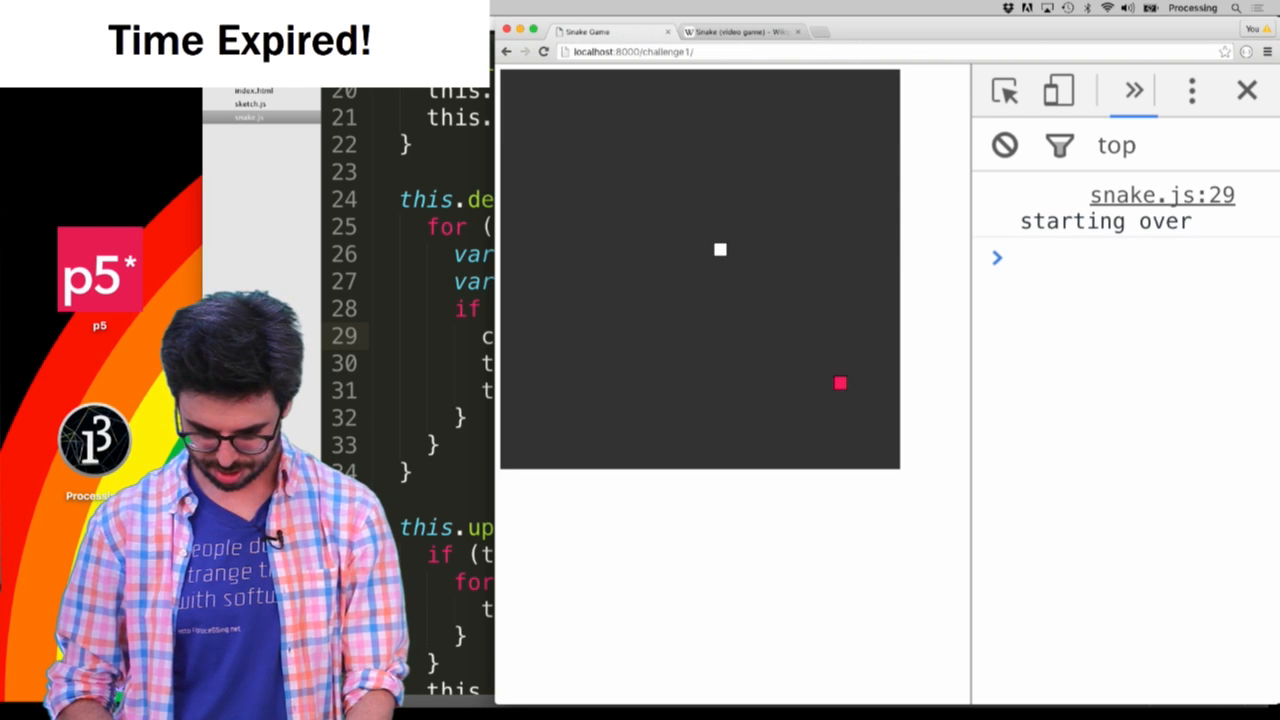 Time Expired!
Processing
Snake Game
Snake (video game) - Wiki
You
localhost:8000/challenge1/
index.html
sketch.js
snake.js
20
this.
21
this.
22 }
23
24 this.de
25 for (
26 var
27 var
28 if
29 c
30 t
31 t
32 }
33 }
34 }
this.up
if (t
for
t
}
}
this
top
snake.js:29
starting over
p5*
p5
Processi
people do
strange th
with softw